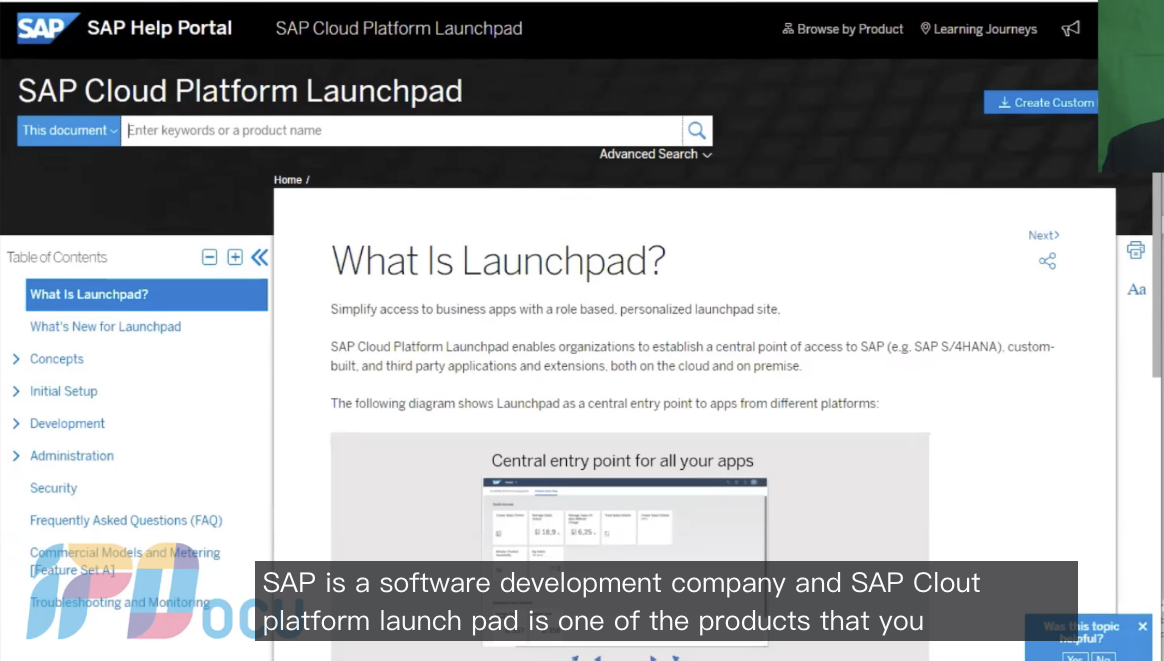 SAP SAP Help Portal SAP Cloud Platform Launchpad Browse by Product Learning Journeys
SAP Cloud Platform Launchpad
Create Custom
This document Enter keywords or a product name
Advanced Search
Home /
Table of Contents
What Is Launchpad?
What's New for Launchpad
Concepts
Initial Setup
Development
Administration
Security
Frequently Asked Questions (FAQ)
Commercial Models and Metering
[Feature Set A]
Troubleshooting and Monitoring
Next>
What Is Launchpad?
Aa
Simplify access to business apps with a role based, personalized launchpad site.
SAP Cloud Platform Launchpad enables organizations to establish a central point of access to SAP (e.g. SAP S/4HANA), custom-
built, and third party applications and extensions, both on the cloud and on premise.
The following diagram shows Launchpad as a central entry point to apps from different platforms:
Central entry point for all your apps
18,9
6,25
SAP is a software development company and SAP Clout
platform launch pad is one of the products that you
Was this topic
helpful?
Yes No
iPDocu